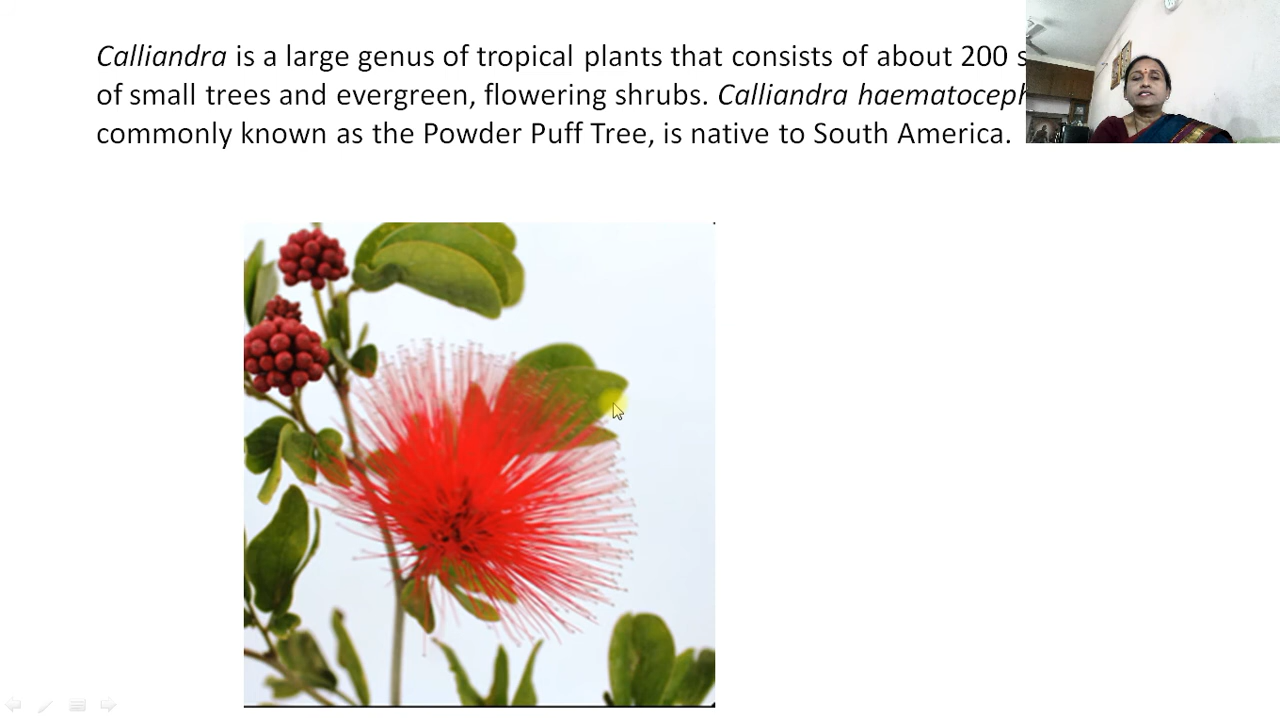 Calliandra is a large genus of tropical plants that consists of about 200
of small trees and evergreen, flowering shrubs. Calliandra
commonly known as the Powder Puff Tree, is native to South America.